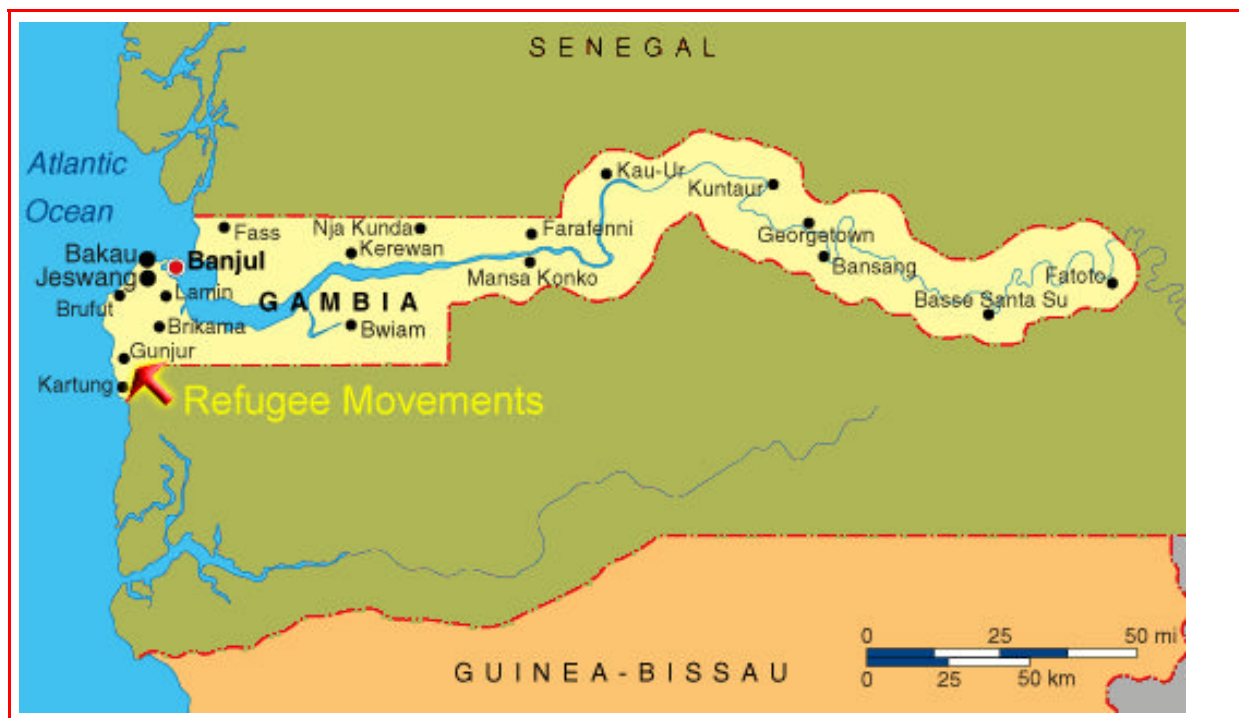 SENEGAL
Atlantic
Ocean
Kau-Ur
Kuntaur
Fass
Nja Kunda
Farafenni
Georgetown
Bakau
Banjul
Kerewan
Bansang
Jeswang
Mansa Konko
Fatoto
Brufut
Lamin
GAMBIA
Basse Santa Su
Brikama
Bwiam
Gunjur
Kartung
Refugee Movements
0 25 50 mi
GUINEA-BISSAU
0 25 50 km